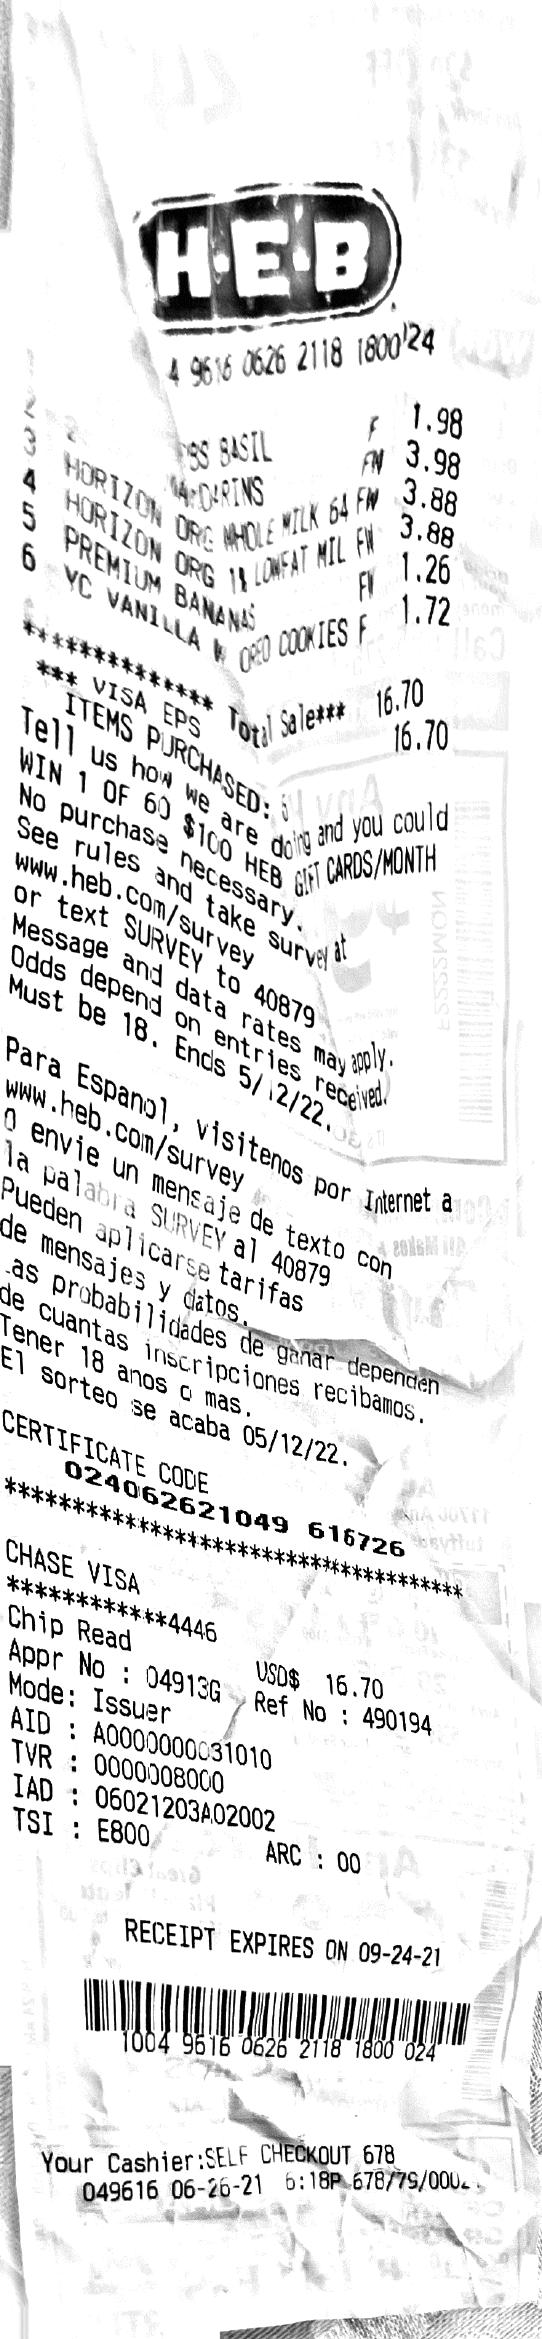 H-E-B
4 9616 0626 2118 1800 24
BASIL F 1.98
3 MANDARINS FW 3.98
3 HORIZON ORG WHOLE MILK 64 FW 3.88
4 HORIZON ORG 1% LOWFAT MIL FW 3.88
5 PREMIUM BANANAS FW 1.26
6 YC VANILLA W OREO COOKIES F 1.72
************** Total Sale*** 16.70
*** VISA EPS 16.70
ITEMS PURCHASED:
Tell us how we are doing and you could
WIN 1 OF 60 $100 HEB GIFT CARDS/MONTH
No purchase necessary.
See rules and take survey at
www.heb.com/survey
or text SURVEY to 40879
Message and data rates may apply.
Odds depend on entries received.
Must be 18. Ends 5/12/22.
Para Espanol, visitenos por Internet a
www.heb.com/survey
O envie un mensaje de texto con
la palabra SURVEY al 40879
Pueden aplicarse tarifas
de mensajes y datos.
Las probabilidades de ganar dependen
de cuantas inscripciones recibamos.
Tener 18 anos o mas.
El sorteo se acaba 05/12/22.
CERTIFICATE CODE
024062621049 616726
***********************************
CHASE VISA
************4446
Chip Read USD$ 16.70
Appr No : 04913G Ref No : 490194
Mode: Issuer
AID : A0000000031010
TVR : 0000008000
IAD : 06021203A02002
TSI : E800 ARC : 00
RECEIPT EXPIRES ON 09-24-21
1004 9616 0626 2118 1800 024
Your Cashier:SELF CHECKOUT 678
049616 06-26-21 6:18P 678/79/